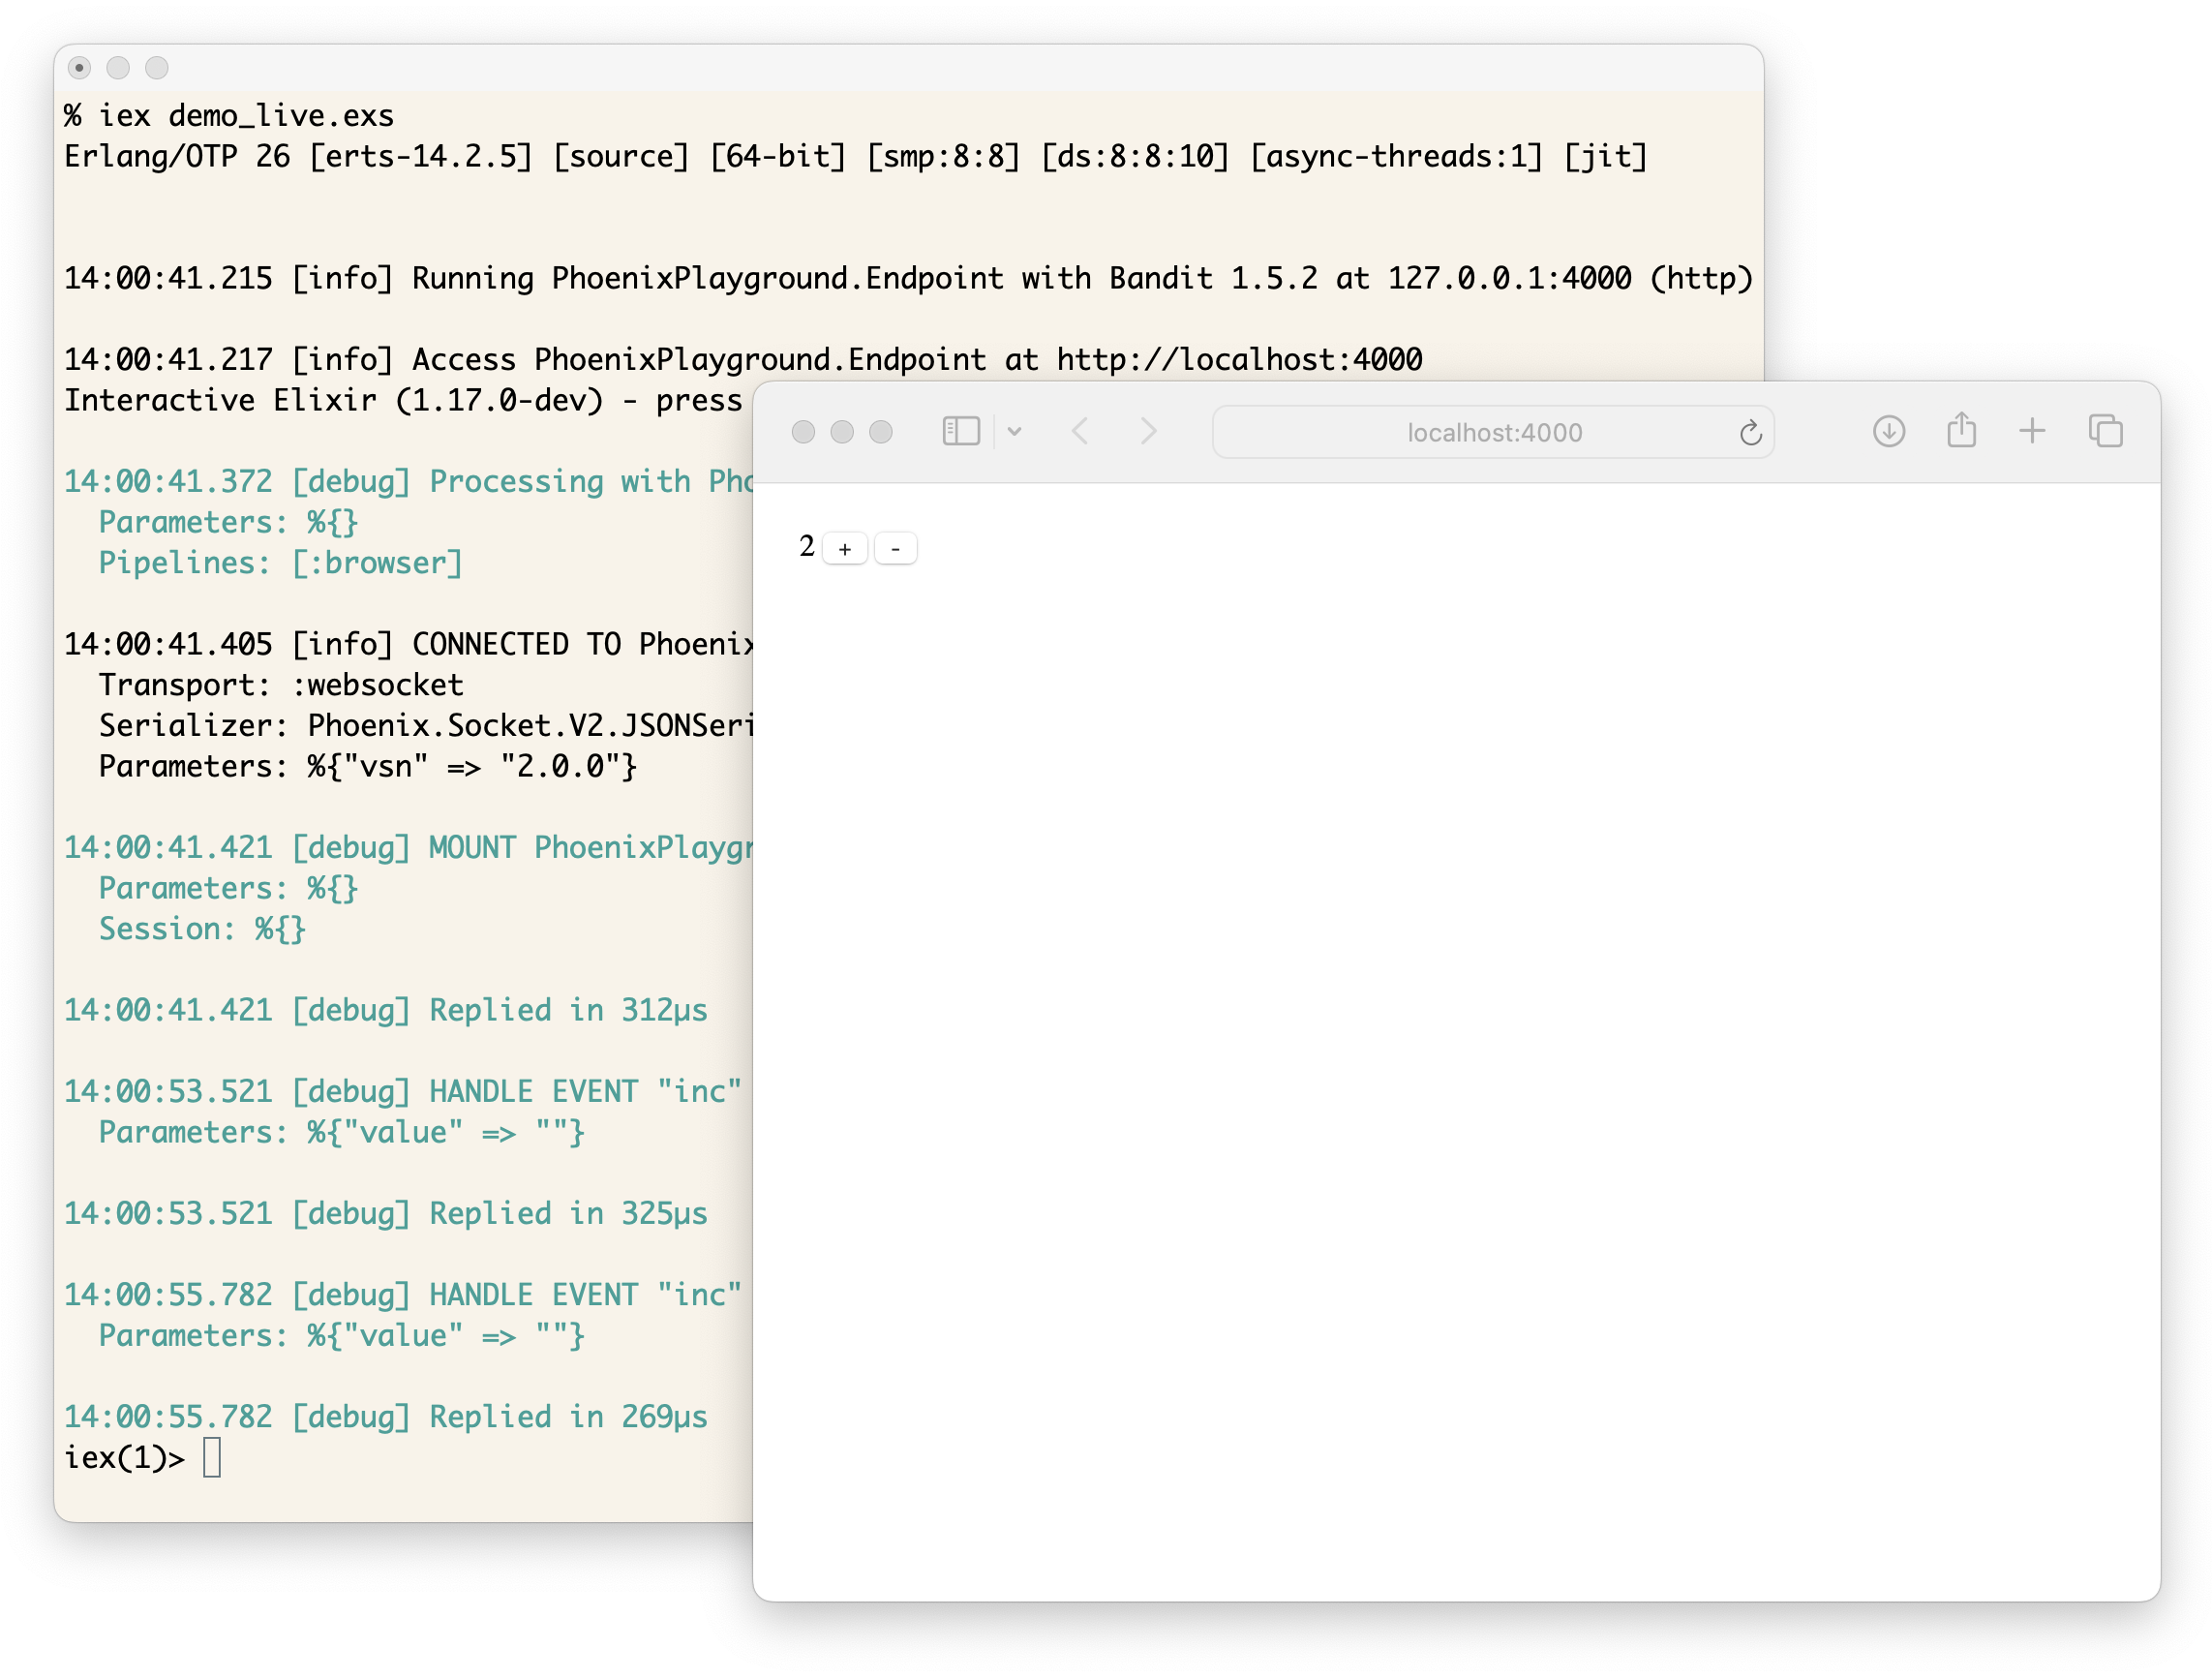 % iex demo_live.exs
Erlang/OTP 26 [erts-14.2.5] [source] [64-bit] [smp:8:8] [ds:8:8:10] [async-threads:1] [jit]
14:00:41.215 [info] Running PhoenixPlayground.Endpoint with Bandit 1.5.2 at 127.0.0.1:4000 (http)
14:00:41.217 [info] Access PhoenixPlayground.Endpoint at http://localhost:4000
Interactive Elixir (1.17.0-dev) - press
14:00:41.372 [debug] Processing with Pho
Parameters: %{}
Pipelines: [:browser]
14:00:41.405 [info] CONNECTED TO Phoenix
Transport: :websocket
Serializer: Phoenix.Socket.V2.JSONSeri
Parameters: %{"vsn" => "2.0.0"}
14:00:41.421 [debug] MOUNT PhoenixPlaygr
Parameters: %{}
Session: %{}
14:00:41.421 [debug] Replied in 312µs
14:00:53.521 [debug] HANDLE EVENT "inc"
Parameters: %{"value" => ""}
14:00:53.521 [debug] Replied in 325µs
14:00:55.782 [debug] HANDLE EVENT "inc"
Parameters: %{"value" => ""}
14:00:55.782 [debug] Replied in 269µs
iex(1)>
localhost:4000
2 + -